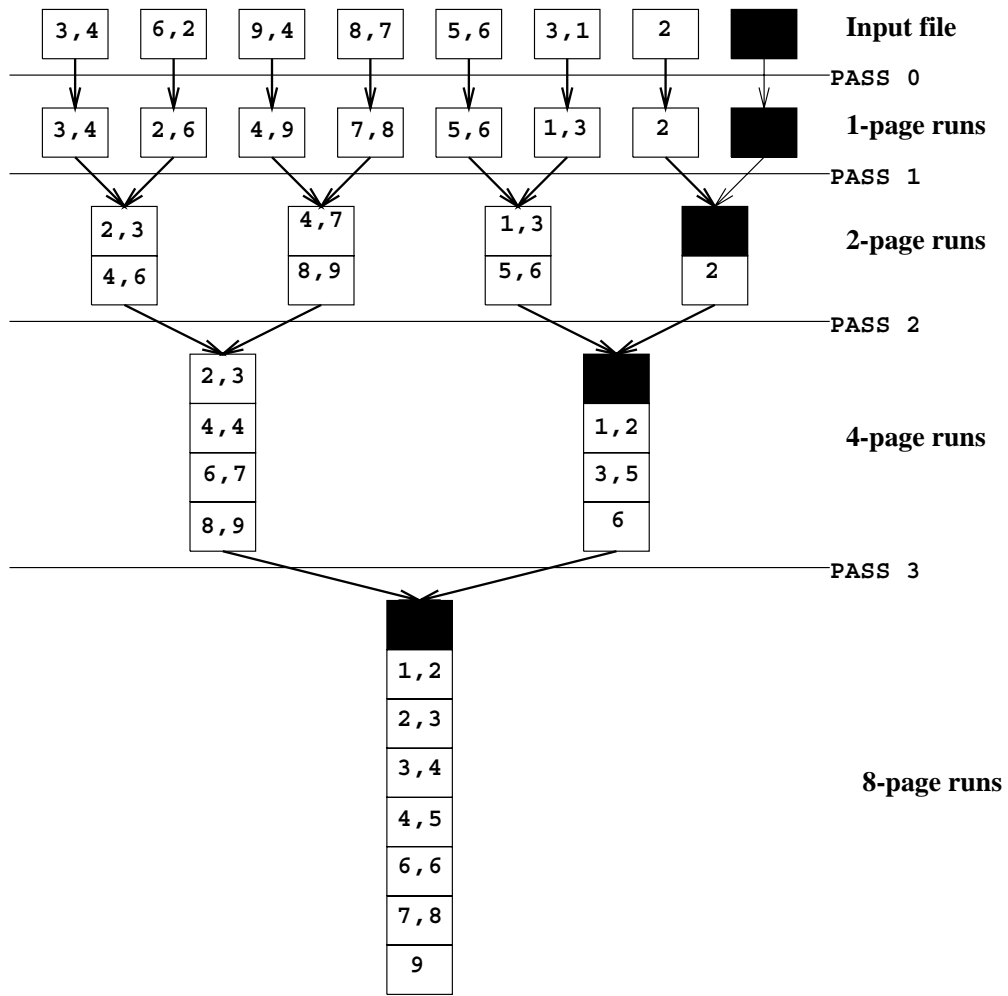 3,4 6,2 9,4 8,7 5,6 3,1 2 Input file
PASS 0
3,4 2,6 4,9 7,8 5,6 1,3 2 1-page runs
PASS 1
2,3 4,7 1,3 2-page runs
4,6 8,9 5,6 2
PASS 2
2,3
4,4 1,2 4-page runs
6,7 3,5
8,9 6
PASS 3
1,2
2,3
3,4
8-page runs
4,5
6,6
7,8
9